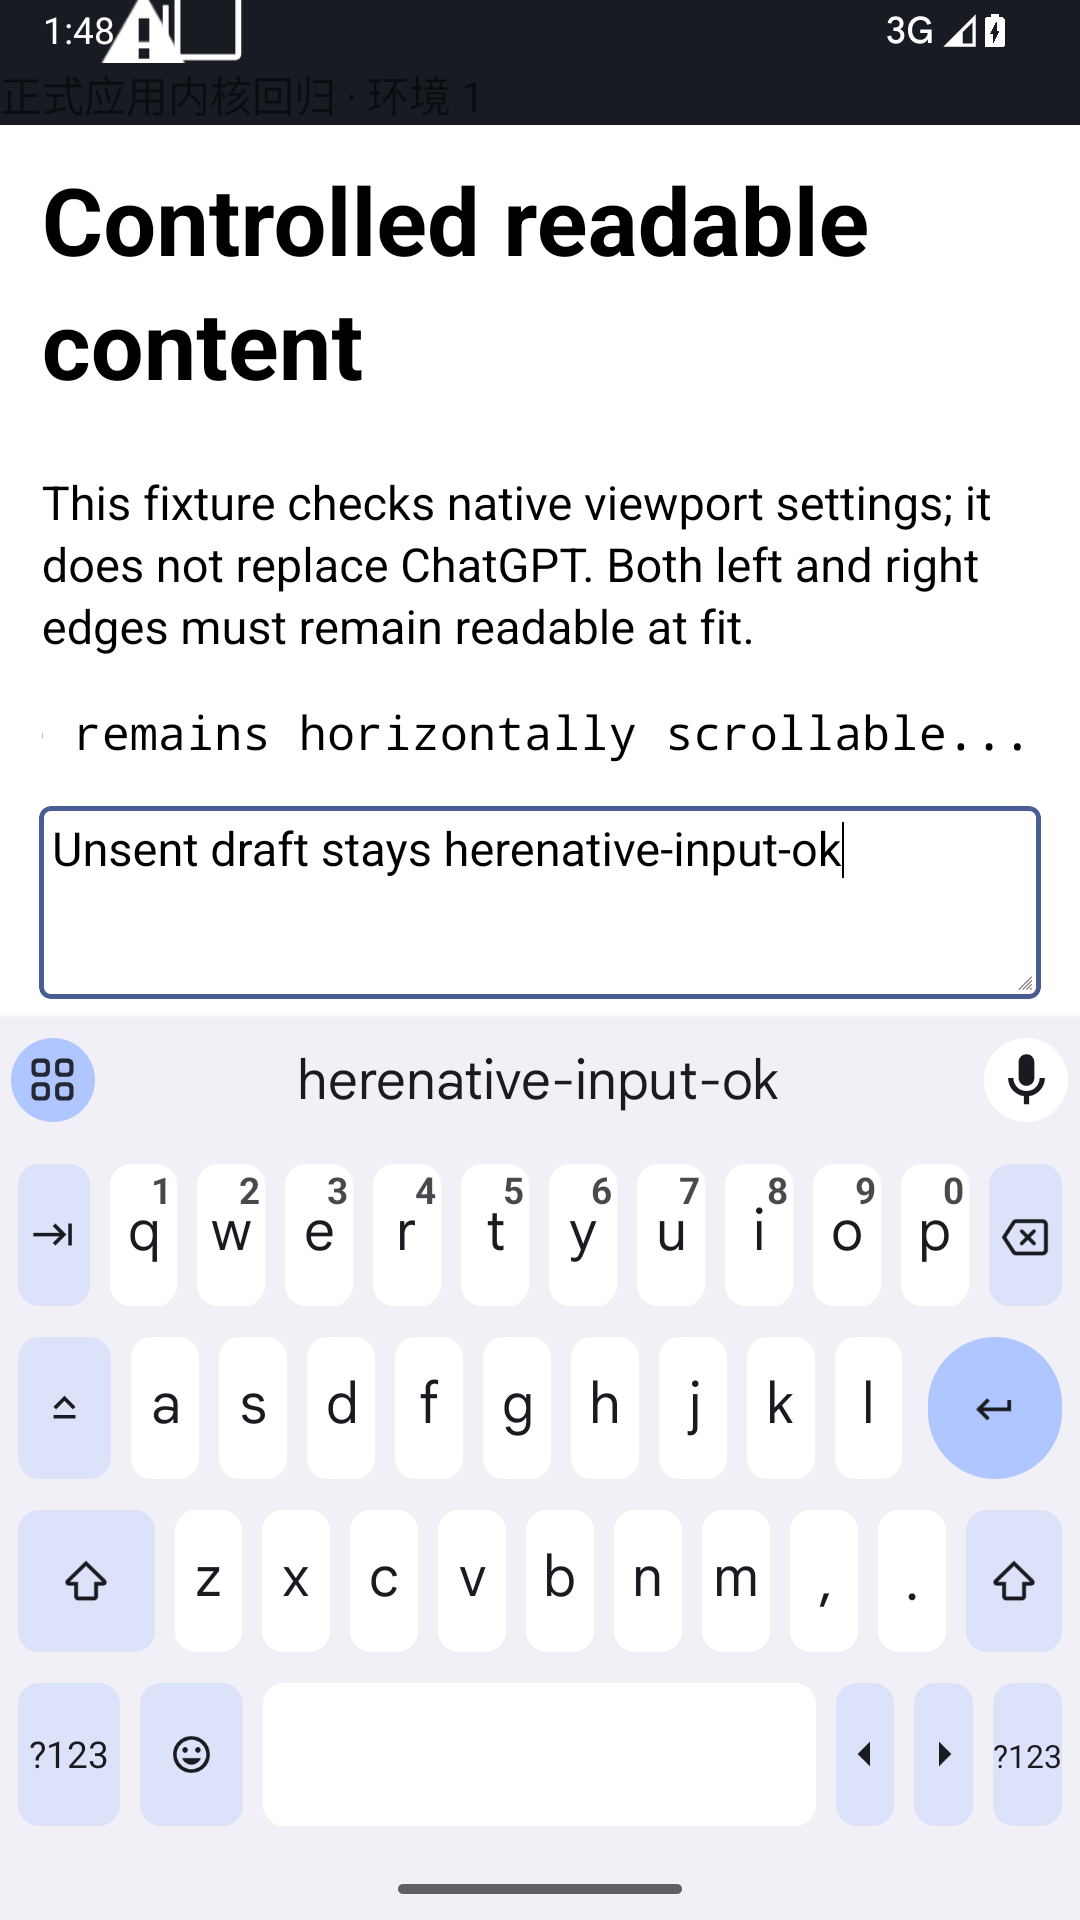 1:48
3G
正式应用内核回归 · 环境 1
Controlled readable
content
This fixture checks native viewport settings; it
does not replace ChatGPT. Both left and right
edges must remain readable at fit.
remains horizontally scrollable...
Unsent draft stays herenative-input-ok
herenative-input-ok
1 2 3 4 5 6 7 8 9 0
q w e r t y u i o p
a s d f g h j k l
z x c v b n m , .
?123 ?123